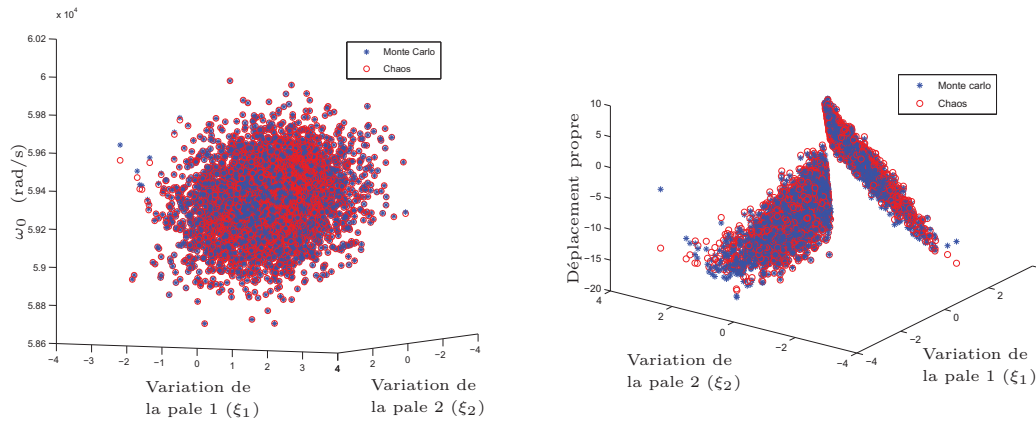 x 10⁴
6.02
6
5.98
5.96
5.94
5.92
5.9
5.88
5.86
ω₀ (rad/s)
Monte Carlo
Chaos
−4 −3 −2 −1 0 1 2 3 4
4 2 0 −2 −4
Variation de
la pale 1 (ξ₁)
Variation de
la pale 2 (ξ₂)
Monte carlo
Chaos
10
5
0
−5
−10
−15
−20
Déplacement propre
4 2 0 −2 −4
−4 −2 0 2
Variation de
la pale 2 (ξ₂)
Variation de
la pale 1 (ξ₁)